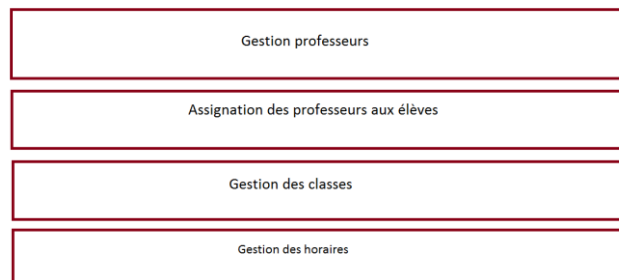 Gestion professeurs
Assignation des professeurs aux élèves
Gestion des classes
Gestion des horaires